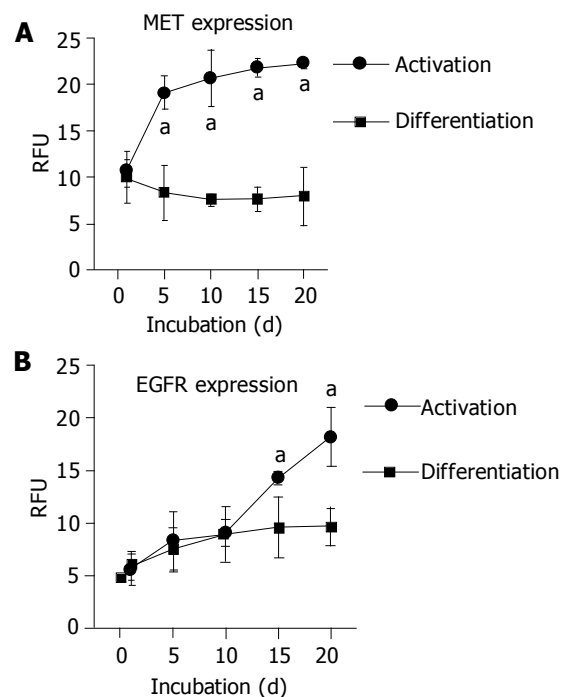 A
MET expression
25
20
15
10
5
0
RFU
a
a
a
a
Activation
Differentiation
0 5 10 15 20
Incubation (d)
B
EGFR expression
25
20
15
10
5
0
RFU
a
a
Activation
Differentiation
0 5 10 15 20
Incubation (d)